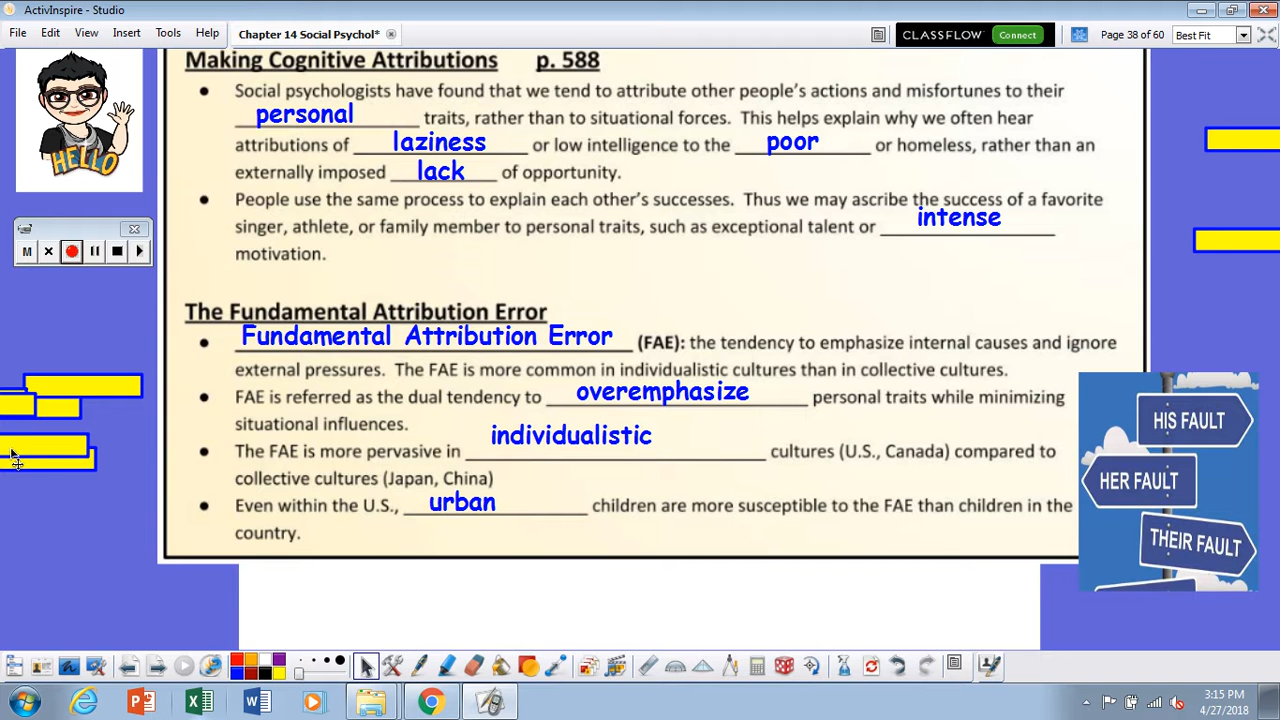 ActivInspire - Studio
File Edit View Insert Tools Help Chapter 14 Social Psychol* CLASSFLOW Connect Page 38 of 60 Best Fit
HELLO
M
Making Cognitive Attributions p. 588
Social psychologists have found that we tend to attribute other people's actions and misfortunes to their
personal traits, rather than to situational forces. This helps explain why we often hear
attributions of laziness or low intelligence to the poor or homeless, rather than an
externally imposed lack of opportunity.
People use the same process to explain each other's successes. Thus we may ascribe the success of a favorite
singer, athlete, or family member to personal traits, such as exceptional talent or intense
motivation.
The Fundamental Attribution Error
Fundamental Attribution Error (FAE): the tendency to emphasize internal causes and ignore
external pressures. The FAE is more common in individualistic cultures than in collective cultures.
FAE is referred as the dual tendency to overemphasize personal traits while minimizing
situational influences.
The FAE is more pervasive in individualistic cultures (U.S., Canada) compared to
collective cultures (Japan, China)
Even within the U.S., urban children are more susceptible to the FAE than children in the
country.
HIS FAULT
HER FAULT
THEIR FAULT
3:15 PM
4/27/2018